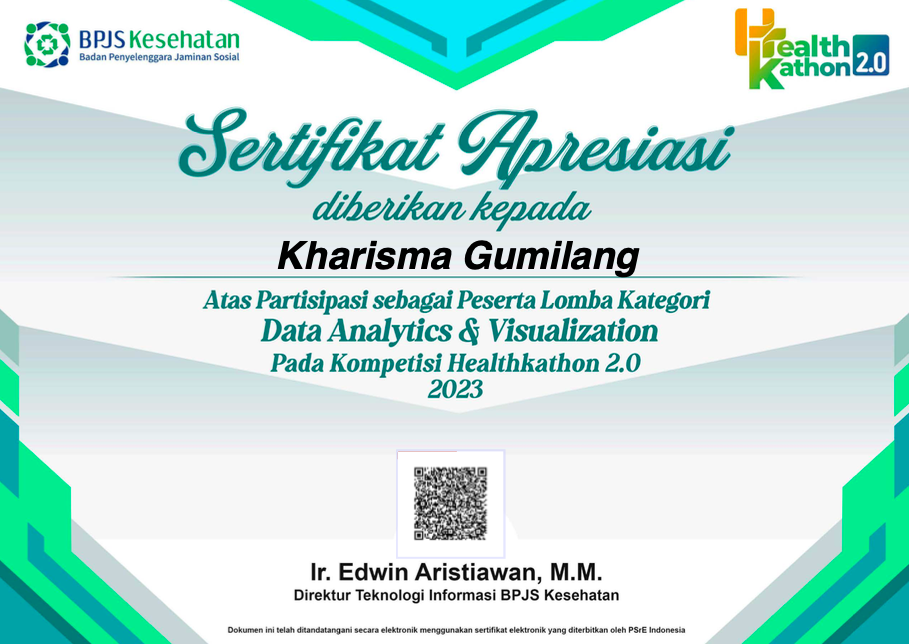 BPJS Kesehatan
Badan Penyelenggara Jaminan Sosial
Health
Kathon 2.0
Sertifikat Apresiasi
diberikan kepada
Kharisma Gumilang
Atas Partisipasi sebagai Peserta Lomba Kategori
Data Analytics & Visualization
Pada Kompetisi Healthkathon 2.0
2023
Ir. Edwin Aristiawan, M.M.
Direktur Teknologi Informasi BPJS Kesehatan
Dokumen ini telah ditandatangani secara elektronik menggunakan sertifikat elektronik yang diterbitkan oleh PSrE Indonesia